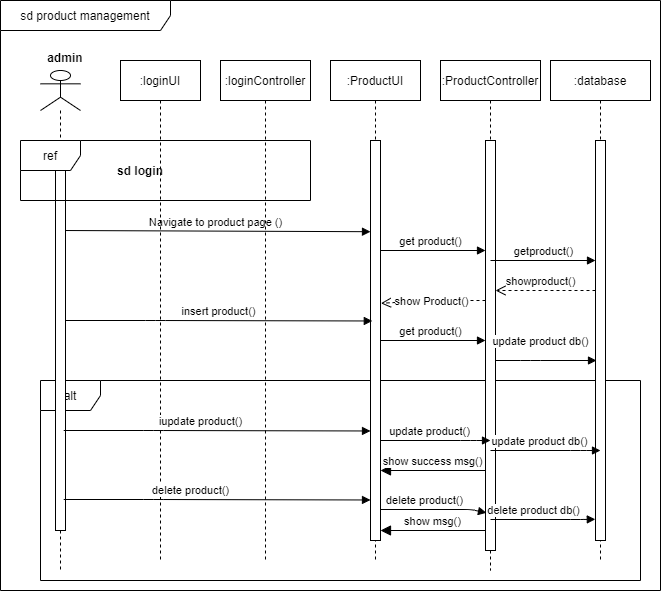 sd product management
admin
:loginUI
:loginController
:ProductUI
:ProductController
:database
ref
sd login
Navigate to product page ()
get product()
getproduct()
showproduct()
show Product()
insert product()
get product()
update product db()
alt
iupdate product()
update product()
update product db()
show success msg()
delete product()
delete product()
delete product db()
show msg()